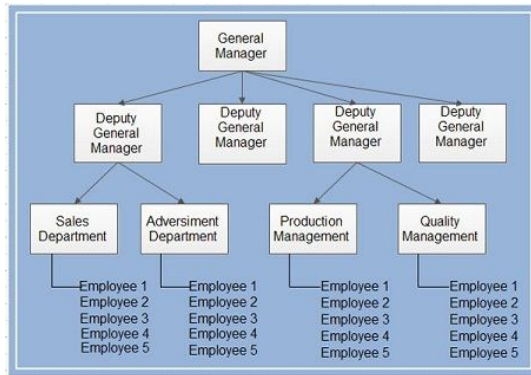 General
Manager
Deputy
General
Manager
Deputy
General
Manager
Deputy
General
Manager
Deputy
General
Manager
Sales
Department
Adversiment
Department
Production
Management
Quality
Management
Employee 1
Employee 2
Employee 3
Employee 4
Employee 5
Employee 1
Employee 2
Employee 3
Employee 4
Employee 5
Employee 1
Employee 2
Employee 3
Employee 4
Employee 5
Employee 1
Employee 2
Employee 3
Employee 4
Employee 5